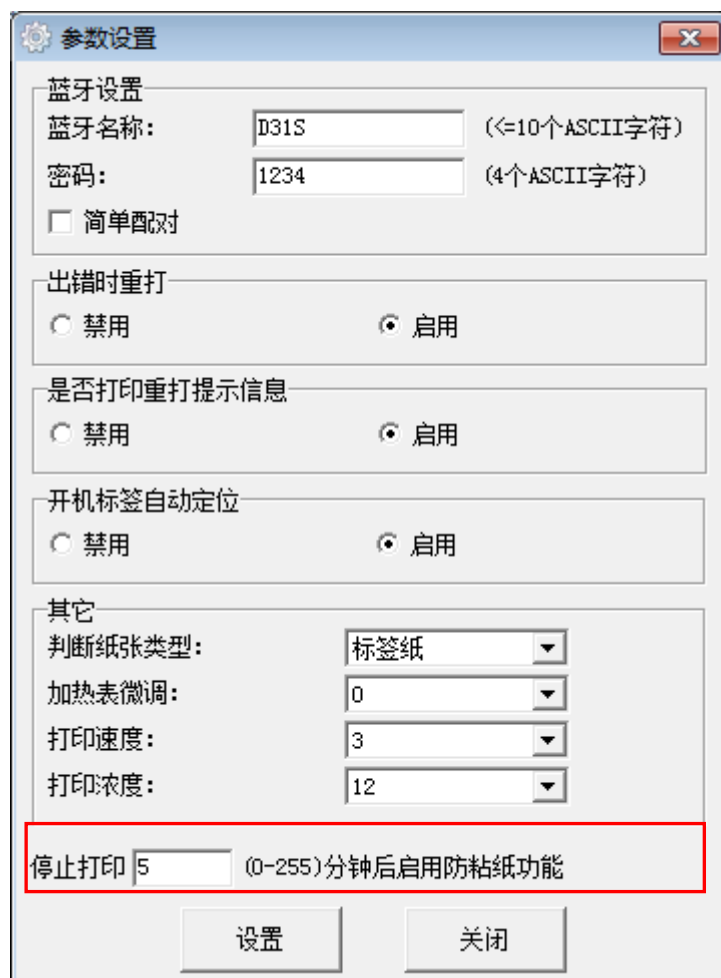 参数设置
蓝牙设置
蓝牙名称: D31S (<=10个ASCII字符)
密码: 1234 (4个ASCII字符)
简单配对
出错时重打
禁用 启用
是否打印重打提示信息
禁用 启用
开机标签自动定位
禁用 启用
其它
判断纸张类型: 标签纸
加热表微调: 0
打印速度: 3
打印浓度: 12
停止打印 5 (0-255)分钟后启用防粘纸功能
设置 关闭